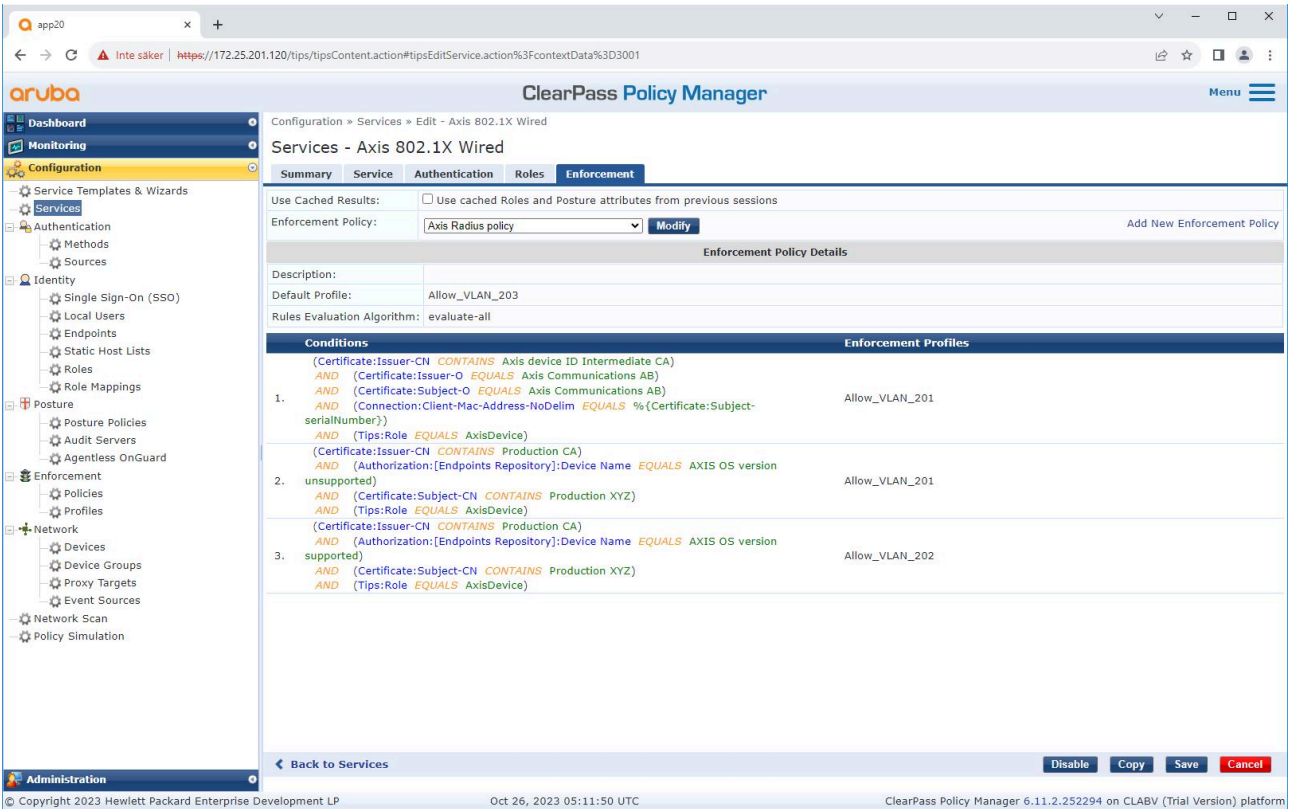 app20
Inte säker | https://172.25.201.120/tips/tipsContent.action#tipsEditService.action%3FcontextData%3D3001
aruba
ClearPass Policy Manager
Menu
Dashboard
Monitoring
Configuration
Service Templates & Wizards
Services
Authentication
Methods
Sources
Identity
Single Sign-On (SSO)
Local Users
Endpoints
Static Host Lists
Roles
Role Mappings
Posture
Posture Policies
Audit Servers
Agentless OnGuard
Enforcement
Policies
Profiles
Network
Devices
Device Groups
Proxy Targets
Event Sources
Network Scan
Policy Simulation
Administration
Configuration » Services » Edit - Axis 802.1X Wired
Services - Axis 802.1X Wired
Summary Service Authentication Roles Enforcement
Use Cached Results: Use cached Roles and Posture attributes from previous sessions
Enforcement Policy: Axis Radius policy Modify Add New Enforcement Policy
Enforcement Policy Details
Description:
Default Profile: Allow_VLAN_203
Rules Evaluation Algorithm: evaluate-all
Conditions Enforcement Profiles
(Certificate:Issuer-CN CONTAINS Axis device ID Intermediate CA)
AND (Certificate:Issuer-O EQUALS Axis Communications AB)
AND (Certificate:Subject-O EQUALS Axis Communications AB)
1. AND (Connection:Client-Mac-Address-NoDelim EQUALS %{Certificate:Subject- Allow_VLAN_201
serialNumber})
AND (Tips:Role EQUALS AxisDevice)
(Certificate:Issuer-CN CONTAINS Production CA)
AND (Authorization:[Endpoints Repository]:Device Name EQUALS AXIS OS version
2. unsupported) Allow_VLAN_201
AND (Certificate:Subject-CN CONTAINS Production XYZ)
AND (Tips:Role EQUALS AxisDevice)
(Certificate:Issuer-CN CONTAINS Production CA)
AND (Authorization:[Endpoints Repository]:Device Name EQUALS AXIS OS version
3. supported) Allow_VLAN_202
AND (Certificate:Subject-CN CONTAINS Production XYZ)
AND (Tips:Role EQUALS AxisDevice)
Back to Services Disable Copy Save Cancel
© Copyright 2023 Hewlett Packard Enterprise Development LP Oct 26, 2023 05:11:50 UTC ClearPass Policy Manager 6.11.2.252294 on CLABV (Trial Version) platform